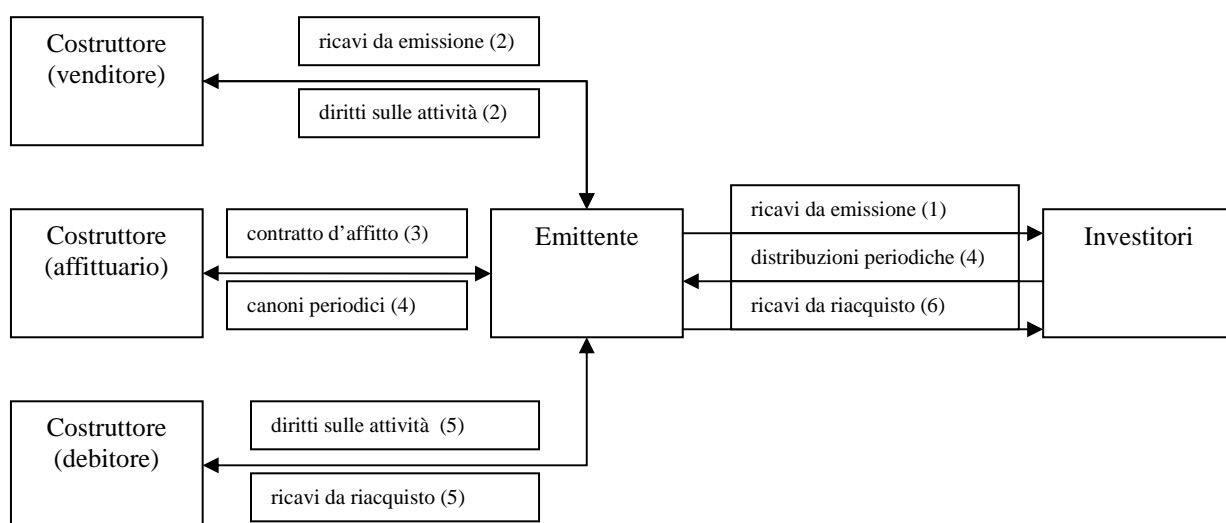 Costruttore
(venditore)
ricavi da emissione (2)
diritti sulle attività (2)
Costruttore
(affittuario)
contratto d’affitto (3)
canoni periodici (4)
Emittente
ricavi da emissione (1)
distribuzioni periodiche (4)
ricavi da riacquisto (6)
Investitori
Costruttore
(debitore)
diritti sulle attività (5)
ricavi da riacquisto (5)